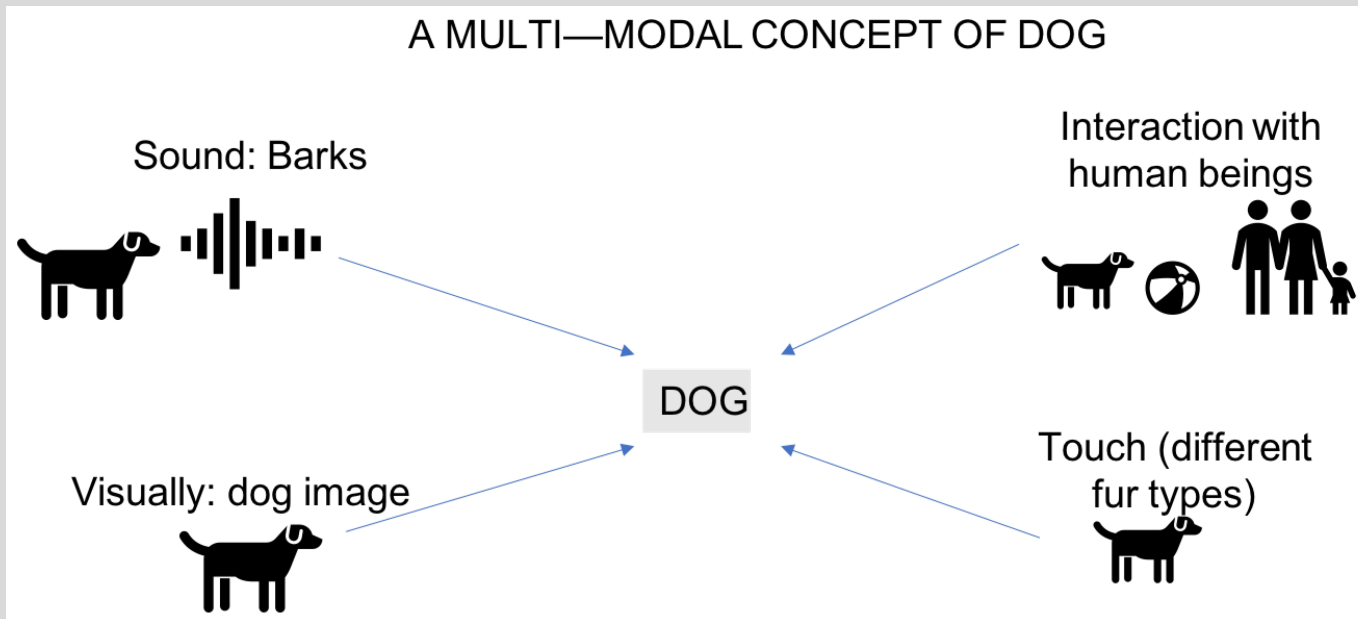 A MULTI—MODAL CONCEPT OF DOG
Sound: Barks
Interaction with
human beings
DOG
Visually: dog image
Touch (different
fur types)